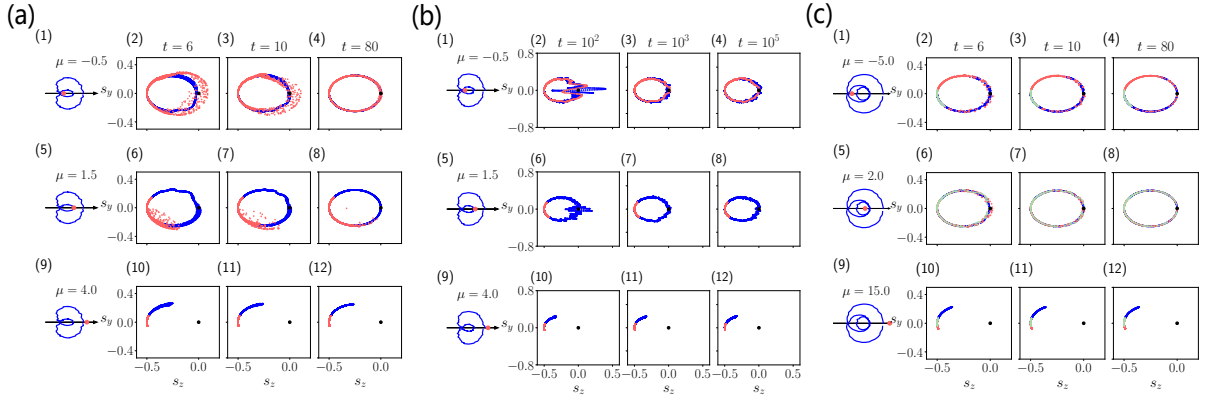 (a) (b) (c)
(1) (2) t = 6 (3) t = 10 (4) t = 80
μ = −0.5
s_y
0.4
0.0
−0.4
(5) (6) (7) (8)
μ = 1.5
s_y
0.4
0.0
−0.4
(9) (10) (11) (12)
μ = 4.0
s_y
0.4
0.0
−0.4
−0.5 0.0 −0.5 0.0 −0.5 0.0
s_z s_z s_z
(1) (2) t = 10^2 (3) t = 10^3 (4) t = 10^5
μ = −0.5
s_y
0.8
0.0
−0.8
(5) (6) (7) (8)
μ = 1.5
s_y
0.8
0.0
−0.8
(9) (10) (11) (12)
μ = 4.0
s_y
0.8
0.0
−0.8
−0.5 0.0 0.5 −0.5 0.0 0.5 −0.5 0.0 0.5
s_z s_z s_z
(1) (2) t = 6 (3) t = 10 (4) t = 80
μ = −5.0
s_y
0.4
0.0
−0.4
(5) (6) (7) (8)
μ = 2.0
s_y
0.4
0.0
−0.4
(9) (10) (11) (12)
μ = 15.0
s_y
0.4
0.0
−0.4
−0.5 0.0 −0.5 0.0 −0.5 0.0
s_z s_z s_z